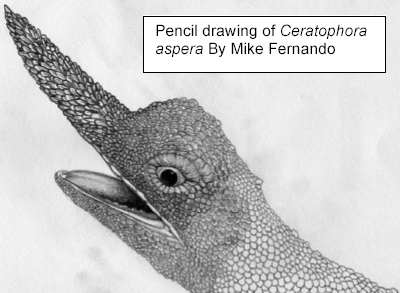 Pencil drawing of Ceratophora
aspera By Mike Fernando